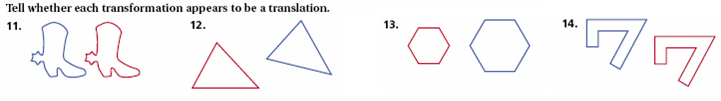 Tell whether each transformation appears to be a translation.
11.
12.
13.
14.